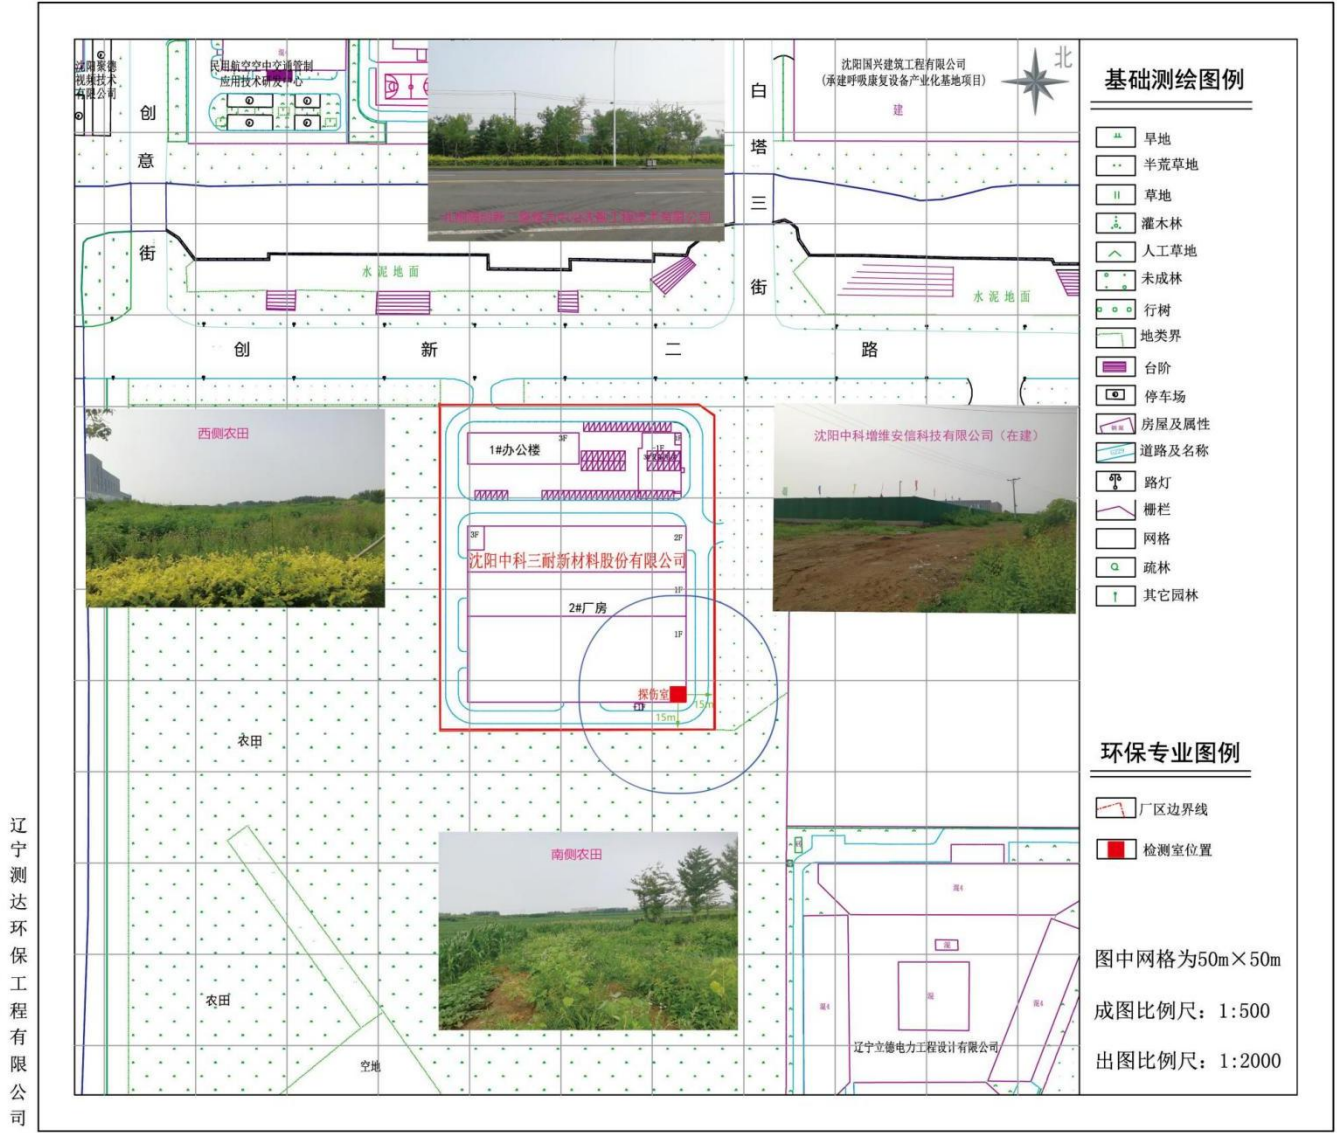 沈阳聚德
视频技术
有限公司
民用航空空中交通管制
应用技术研发中心
创意街
白塔三街
沈阳国兴建筑工程有限公司
(承建呼吸康复设备产业化基地项目)
建
北
水泥地面
水泥地面
创新二路
西侧农田
1#办公楼
3F
1F
沈阳中科增维安信科技有限公司（在建）
3F
2F
沈阳中科三耐新材料股份有限公司
1F
2#厂房
1F
探伤室
15m
15m
农田
南侧农田
农田
空地
混4
混
混
混4
混4
辽宁立德电力工程设计有限公司
基础测绘图例
旱地
半荒草地
草地
灌木林
人工草地
未成林
行树
地类界
台阶
停车场
房屋及属性
道路及名称
路灯
栅栏
网格
疏林
其它园林
环保专业图例
厂区边界线
检测室位置
图中网格为50m×50m
成图比例尺：1:500
出图比例尺：1:2000
辽宁测达环保工程有限公司